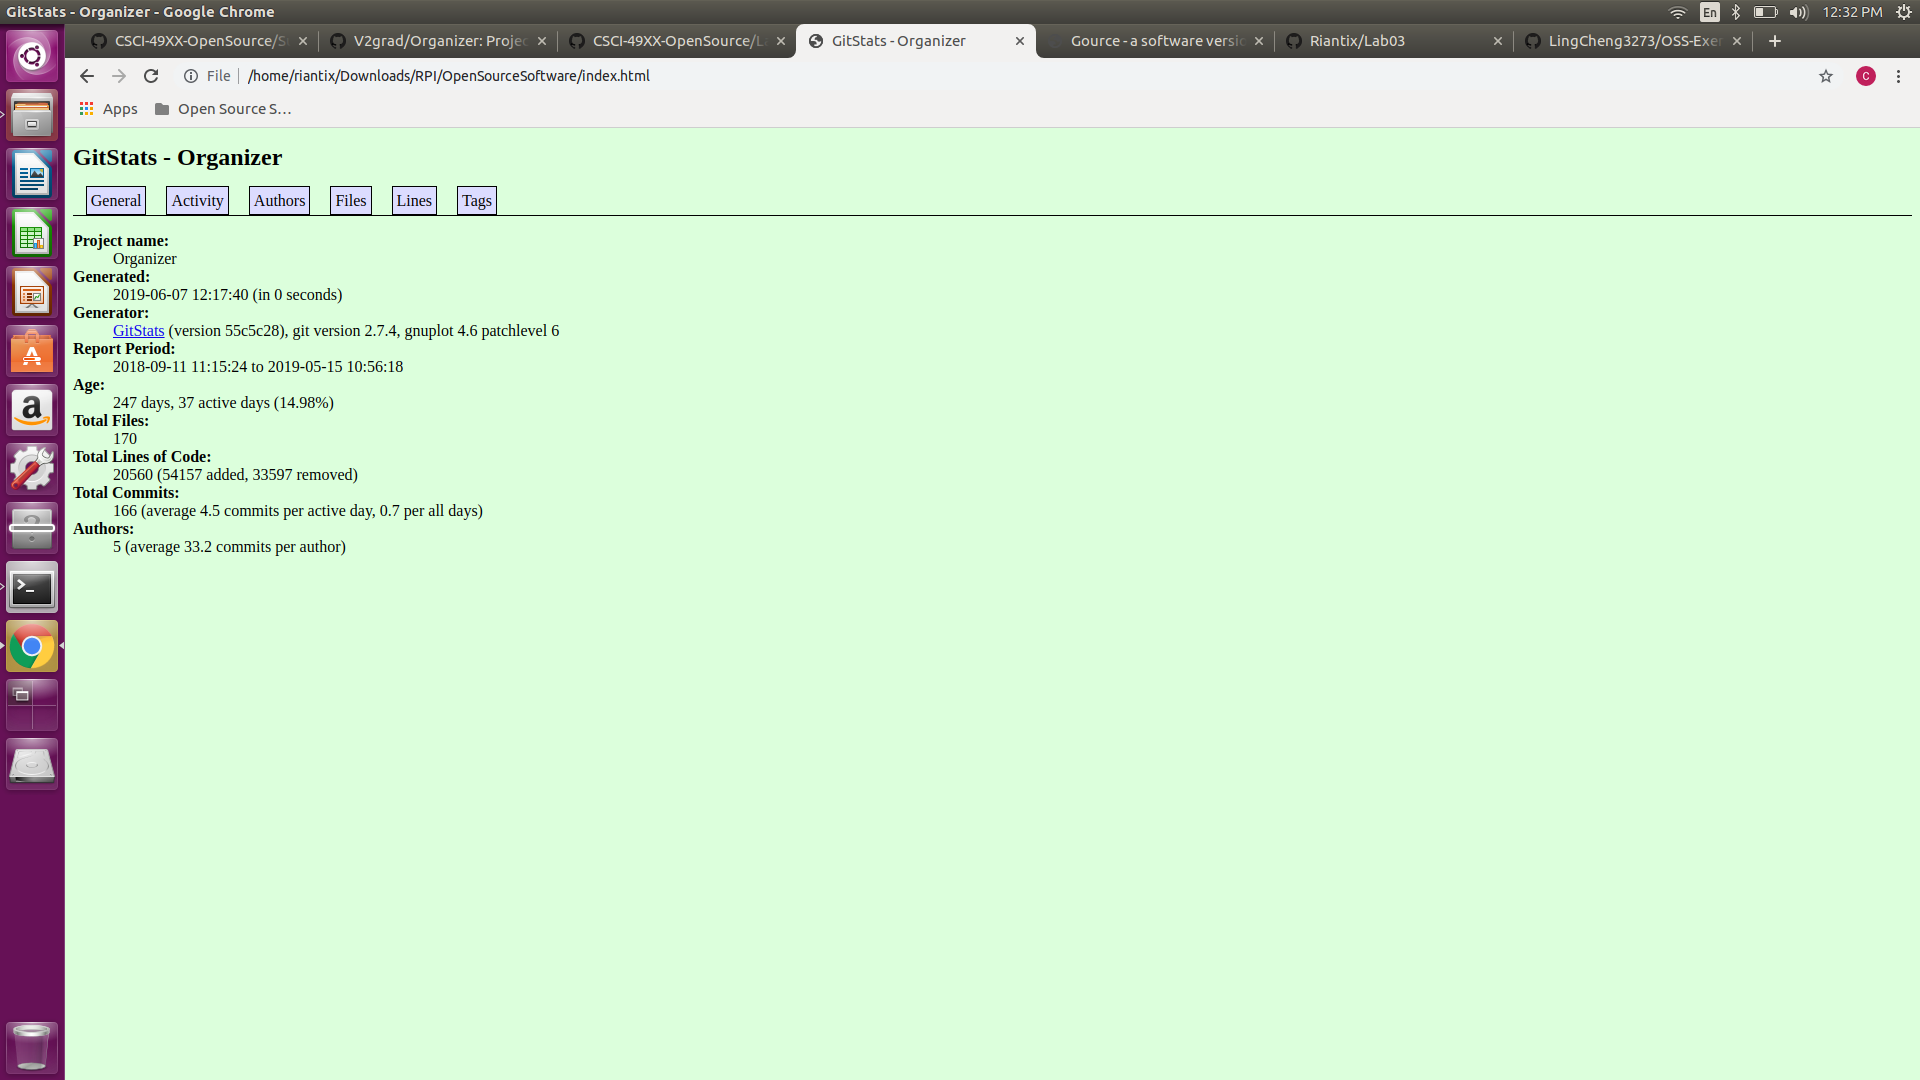 GitStats - Organizer - Google Chrome
En
12:32 PM
CSCI-49XX-OpenSource/S
V2grad/Organizer: Projec
CSCI-49XX-OpenSource/La
GitStats - Organizer
Gource - a software versio
Riantix/Lab03
LingCheng3273/OSS-Exer
File
/home/riantix/Downloads/RPI/OpenSourceSoftware/index.html
C
Apps
Open Source S...
GitStats - Organizer
General
Activity
Authors
Files
Lines
Tags
Project name:
Organizer
Generated:
2019-06-07 12:17:40 (in 0 seconds)
Generator:
GitStats (version 55c5c28), git version 2.7.4, gnuplot 4.6 patchlevel 6
Report Period:
2018-09-11 11:15:24 to 2019-05-15 10:56:18
Age:
247 days, 37 active days (14.98%)
Total Files:
170
Total Lines of Code:
20560 (54157 added, 33597 removed)
Total Commits:
166 (average 4.5 commits per active day, 0.7 per all days)
Authors:
5 (average 33.2 commits per author)